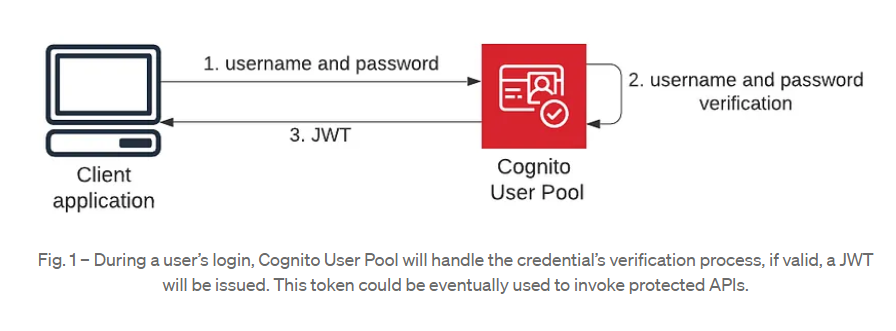 1. username and password
2. username and password
verification
3. JWT
Client
application
Cognito
User Pool
Fig. 1 – During a user’s login, Cognito User Pool will handle the credential’s verification process, if valid, a JWT
will be issued. This token could be eventually used to invoke protected APIs.